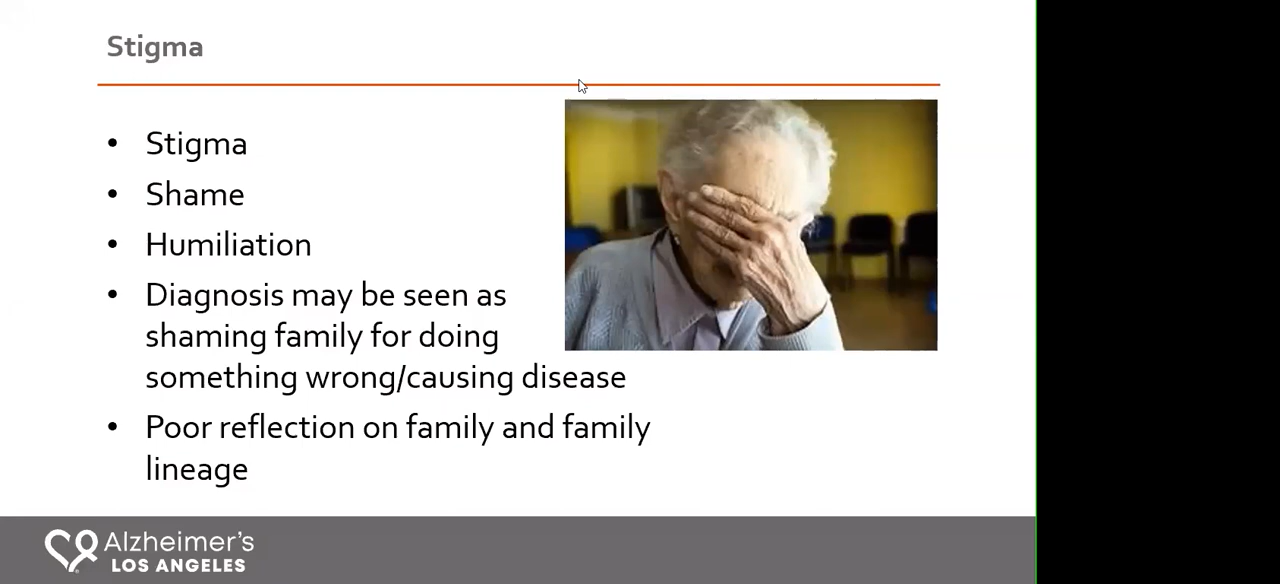 Stigma
• Stigma
• Shame
• Humiliation
• Diagnosis may be seen as
shaming family for doing
something wrong/causing disease
• Poor reflection on family and family
lineage
Alzheimer's
LOS ANGELES